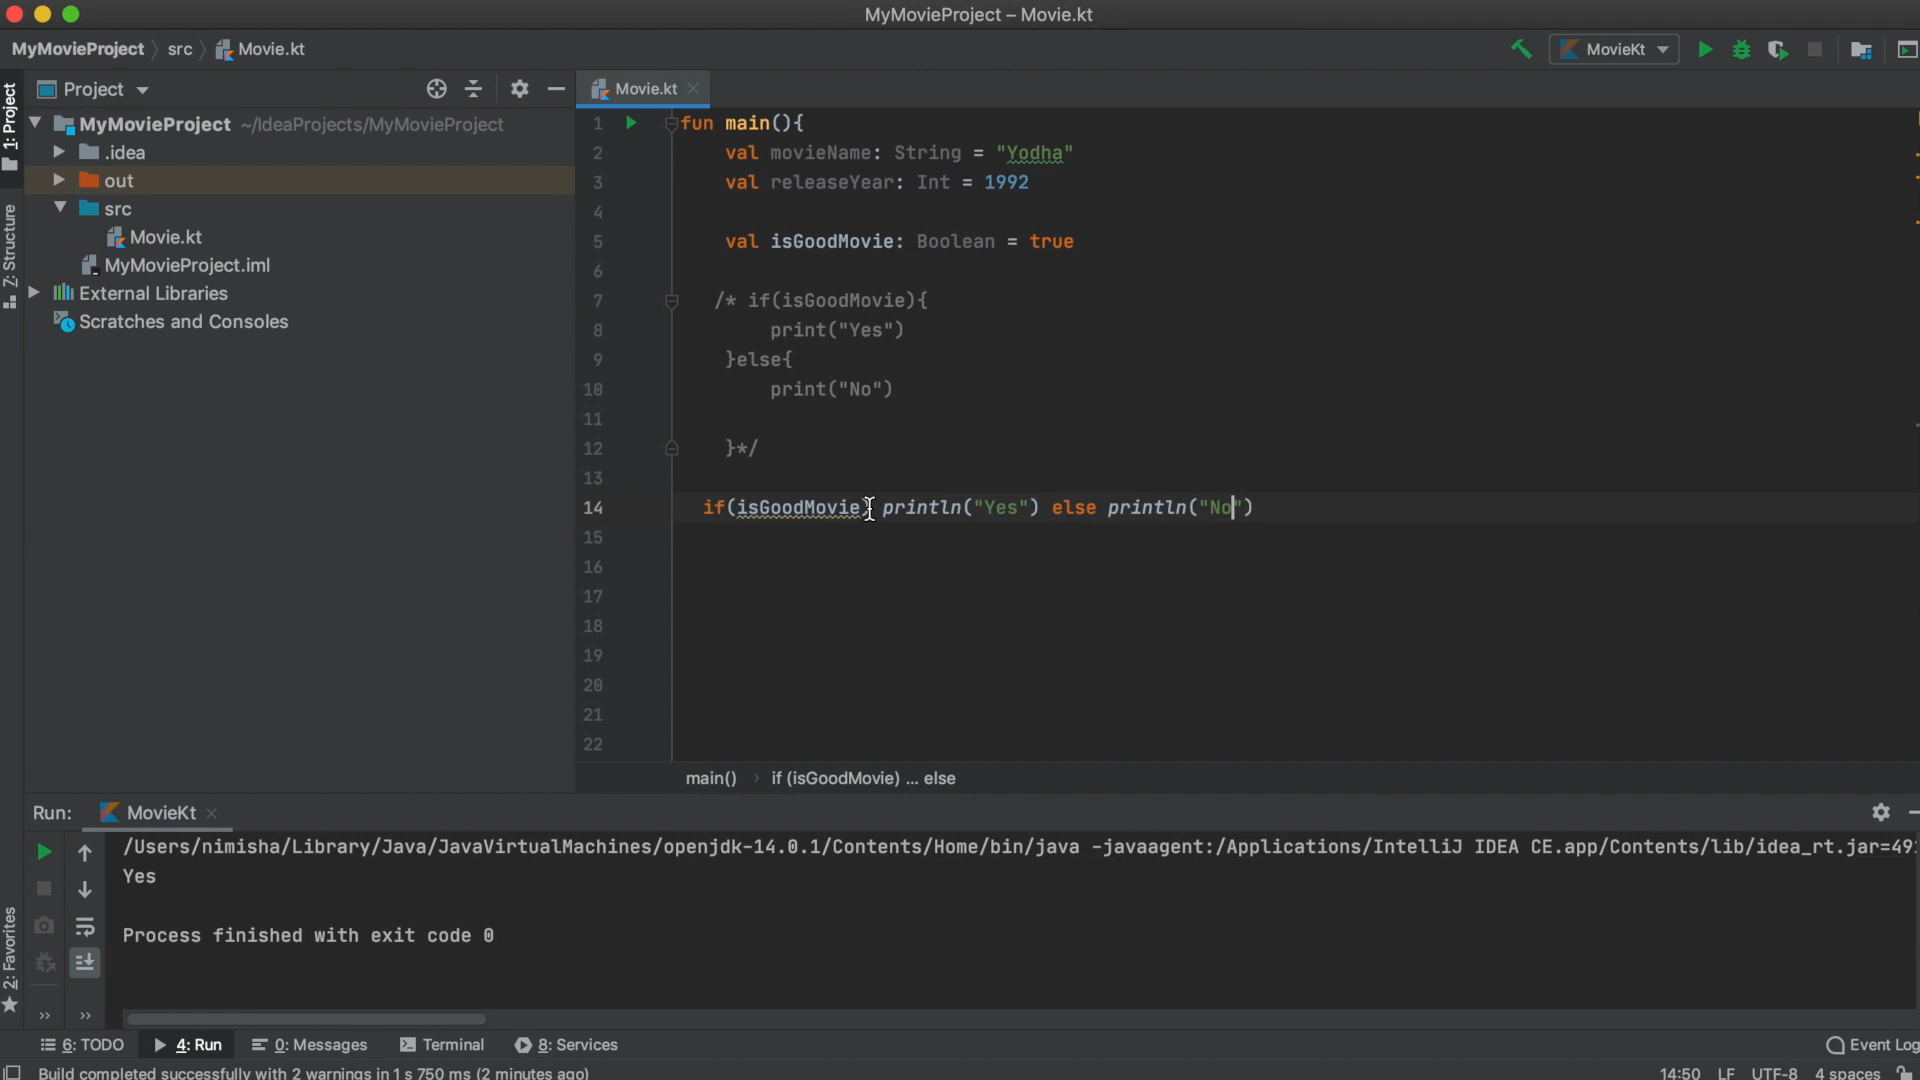 MyMovieProject – Movie.kt
MyMovieProject src Movie.kt
MovieKt
1: Project
Z: Structure
2: Favorites
Project
MyMovieProject ~/IdeaProjects/MyMovieProject
.idea
out
src
Movie.kt
MyMovieProject.iml
External Libraries
Scratches and Consoles
Movie.kt
1 fun main(){
2 val movieName: String = "Yodha"
3 val releaseYear: Int = 1992
4
5 val isGoodMovie: Boolean = true
6
7 /* if(isGoodMovie){
8 print("Yes")
9 }else{
10 print("No")
11
12 }*/
13
14 if(isGoodMovie) println("Yes") else println("No")
15
16
17
18
19
20
21
22
main() › if (isGoodMovie) ... else
Run: MovieKt
/Users/nimisha/Library/Java/JavaVirtualMachines/openjdk-14.0.1/Contents/Home/bin/java -javaagent:/Applications/IntelliJ IDEA CE.app/Contents/lib/idea_rt.jar=49
Yes
Process finished with exit code 0
6: TODO 4: Run 0: Messages Terminal 8: Services Event Log
Build completed successfully with 2 warnings in 1 s 750 ms (2 minutes ago) 14:50 LF UTF-8 4 spaces